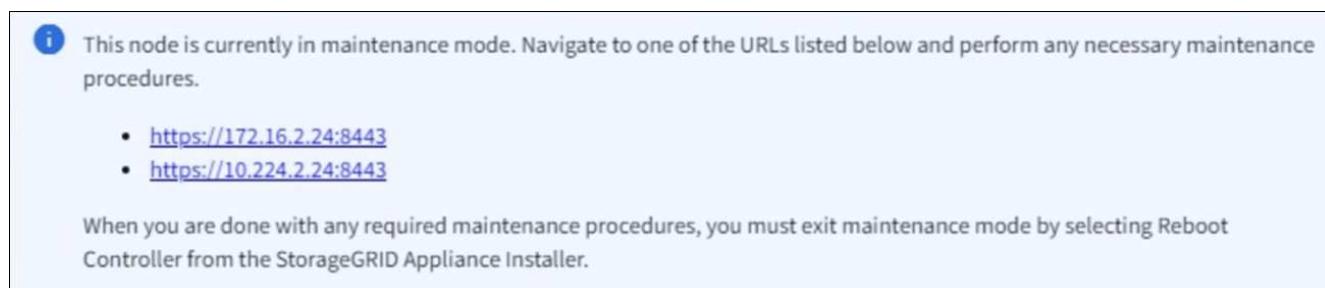 This node is currently in maintenance mode. Navigate to one of the URLs listed below and perform any necessary maintenance
procedures.
• https://172.16.2.24:8443
• https://10.224.2.24:8443
When you are done with any required maintenance procedures, you must exit maintenance mode by selecting Reboot
Controller from the StorageGRID Appliance Installer.